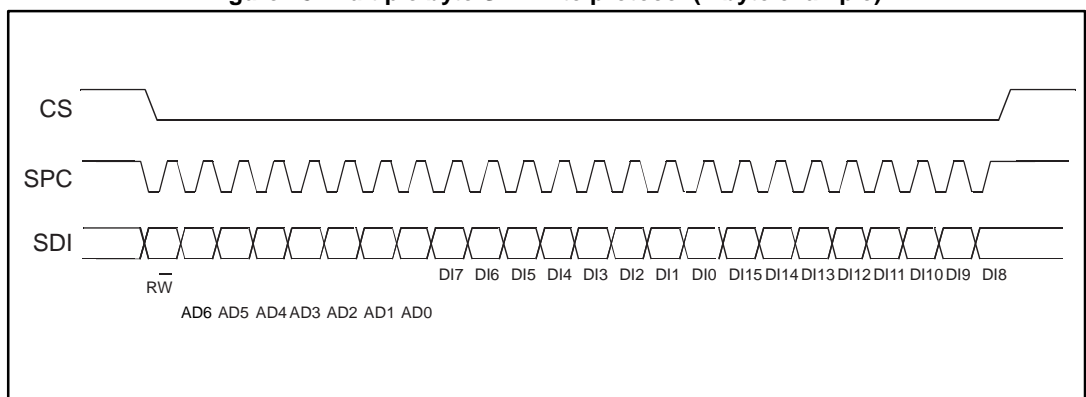 CS
SPC
SDI
RW
DI7 DI6 DI5 DI4 DI3 DI2 DI1 DI0 DI15 DI14 DI13 DI12 DI11 DI10 DI9 DI8
AD6 AD5 AD4 AD3 AD2 AD1 AD0